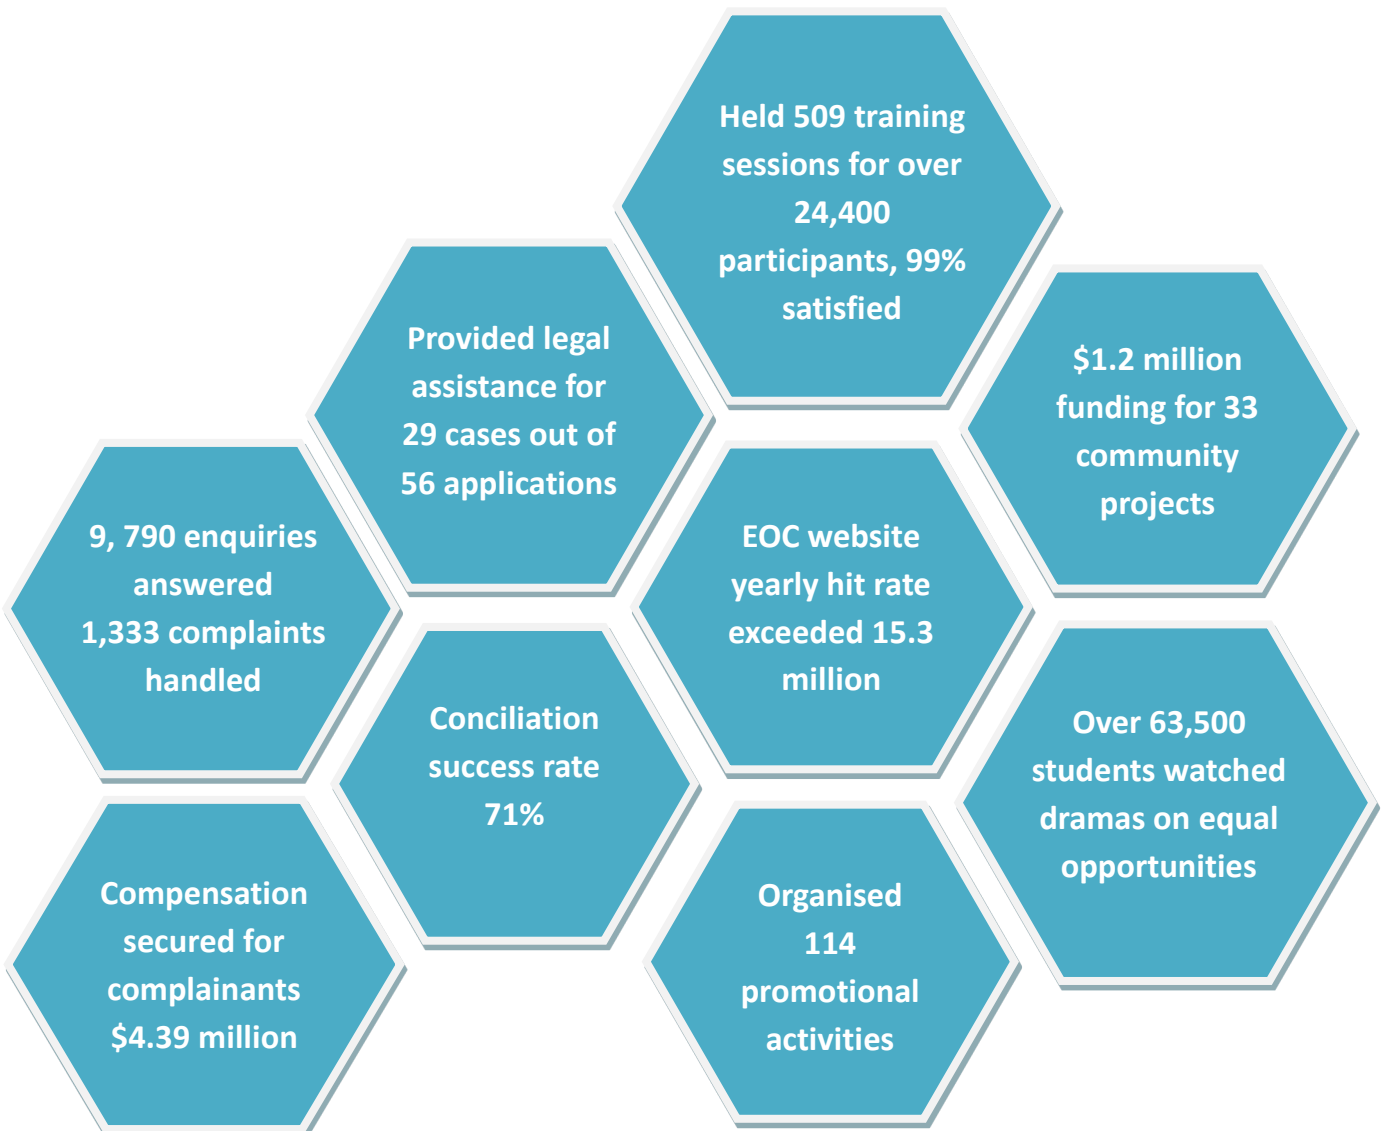 Held 509 training
sessions for over
24,400
participants, 99%
satisfied
Provided legal
assistance for
29 cases out of
56 applications
$1.2 million
funding for 33
community
projects
9, 790 enquiries
answered
1,333 complaints
handled
EOC website
yearly hit rate
exceeded 15.3
million
Conciliation
success rate
71%
Over 63,500
students watched
dramas on equal
opportunities
Compensation
secured for
complainants
$4.39 million
Organised
114
promotional
activities